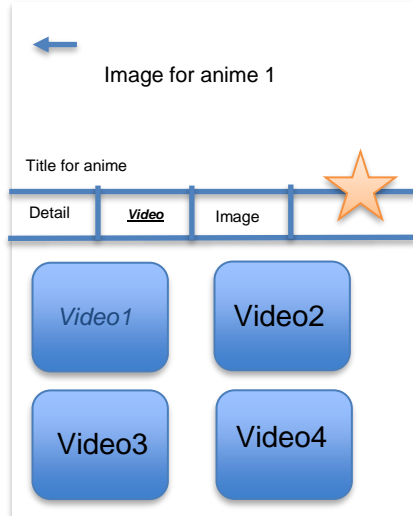 Image for anime 1
Title for anime
Detail Video Image
Video1 Video2
Video3 Video4